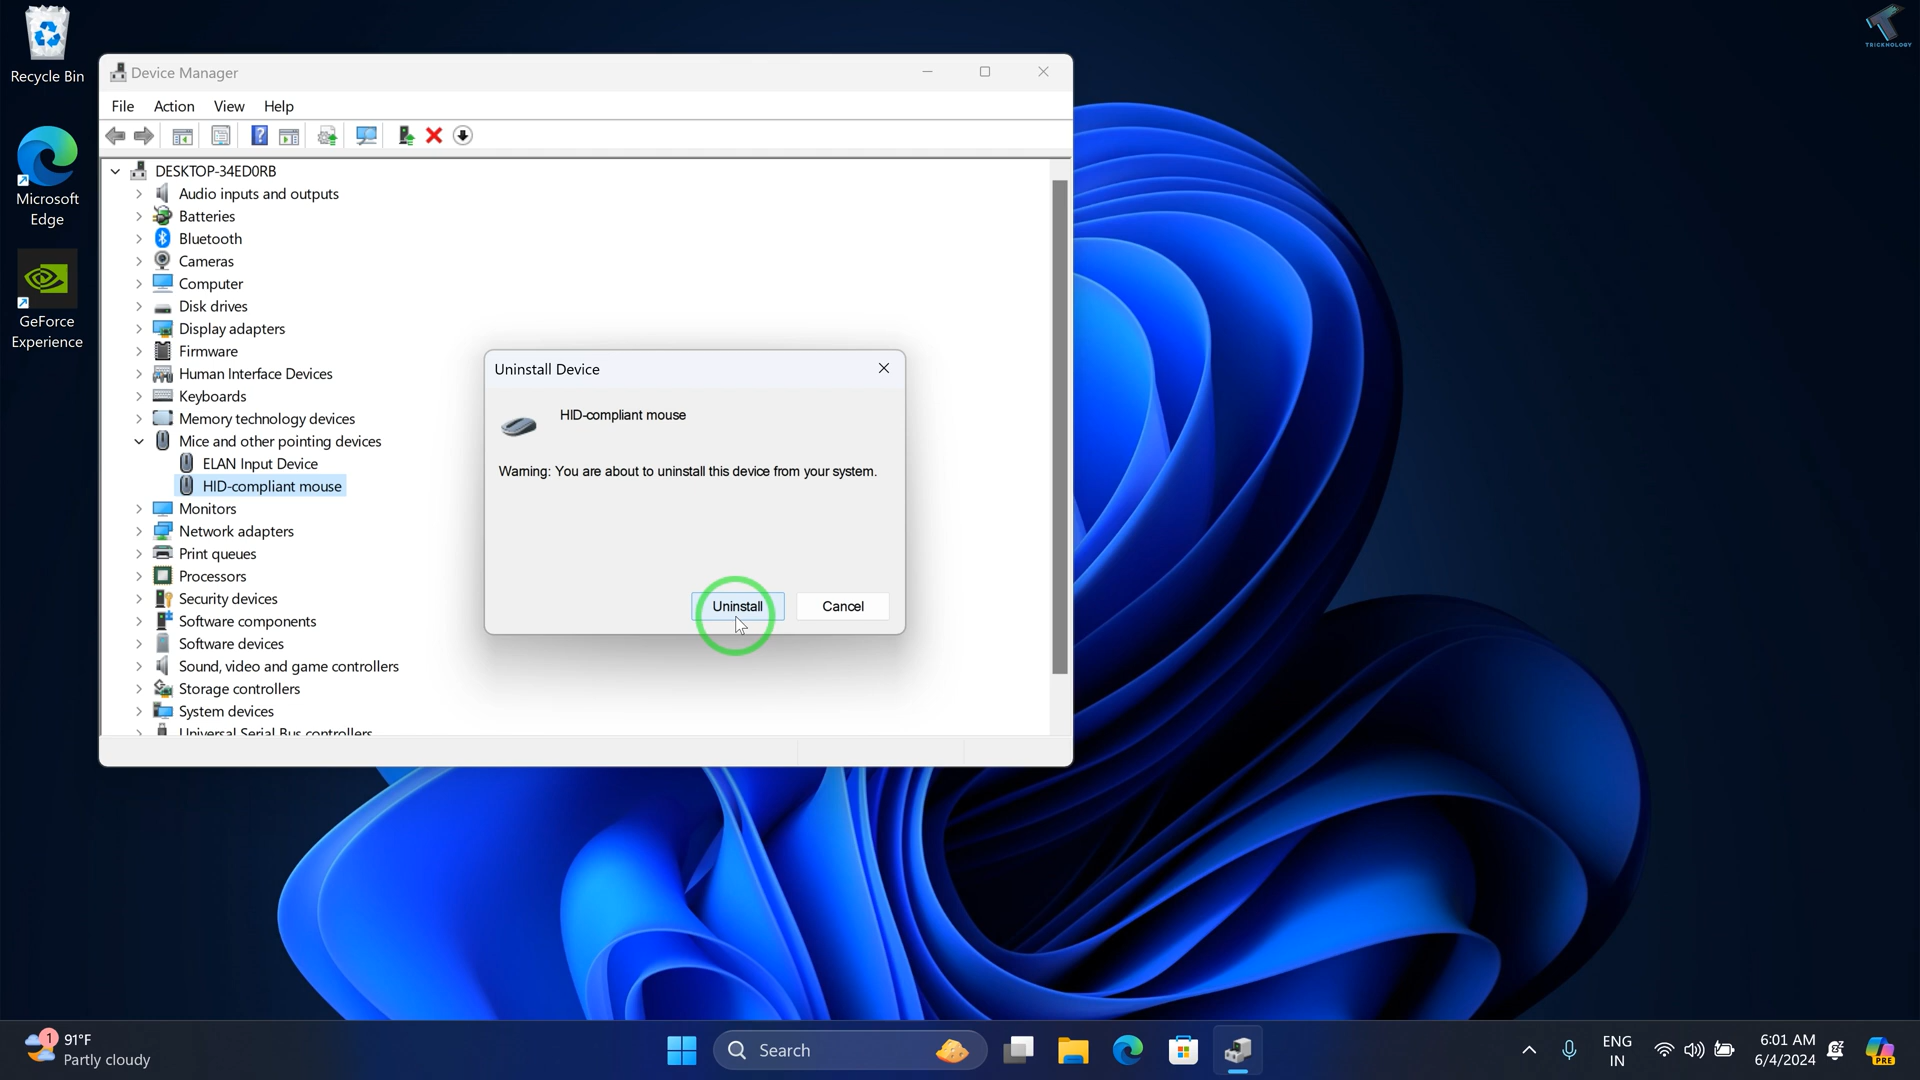 Recycle Bin
Microsoft
Edge
GeForce
Experience
TRICKNOLOGY
Device Manager
File Action View Help
DESKTOP-34ED0RB
Audio inputs and outputs
Batteries
Bluetooth
Cameras
Computer
Disk drives
Display adapters
Firmware
Human Interface Devices
Keyboards
Memory technology devices
Mice and other pointing devices
ELAN Input Device
HID-compliant mouse
Monitors
Network adapters
Print queues
Processors
Security devices
Software components
Software devices
Sound, video and game controllers
Storage controllers
System devices
Universal Serial Bus controllers
Uninstall Device
HID-compliant mouse
Warning: You are about to uninstall this device from your system.
Uninstall Cancel
1
91°F
Partly cloudy
Search
ENG
IN
6:01 AM
6/4/2024
PRE